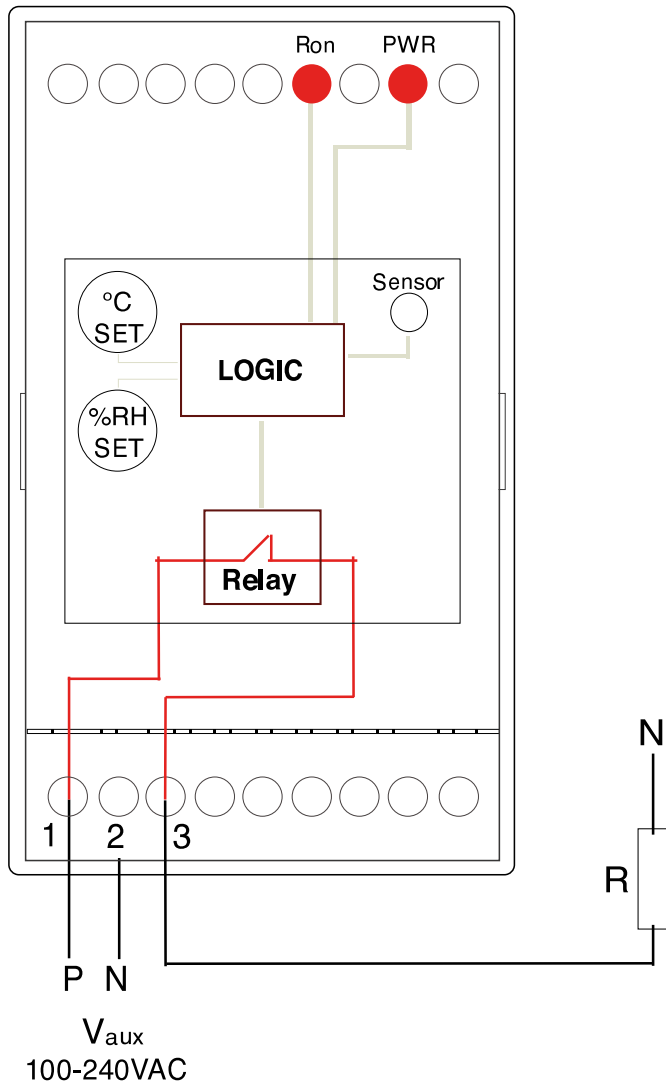 Ron PWR
°C
SET
Sensor
LOGIC
%RH
SET
Relay
N
1 2 3
R
P N
Vaux
100-240VAC